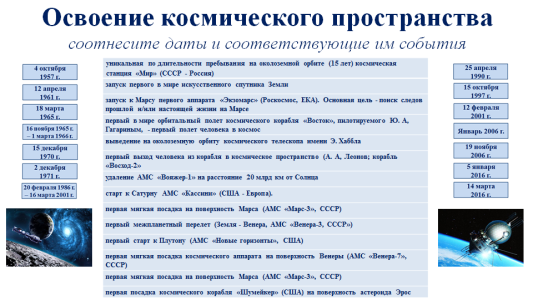 Освоение космического пространства
соотнесите даты и соответствующие им события
4 октября
1957 г.
12 апреля
1961 г.
18 марта
1965 г.
16 ноября 1965 г.
– 1 марта 1966 г.
15 декабря
1970 г.
2 декабря
1971 г.
20 февраля 1986 г.
– 16 марта 2001 г.
уникальная по длительности пребывания на околоземной орбите (15 лет) космическая
станция «Мир» (СССР - Россия)
запуск первого в мире искусственного спутника Земли
запуск к Марсу первого аппарата «Экзомарс» (Роскосмос, ЕКА). Основная цель - поиск следов
прошлой и/или настоящей жизни на Марсе
первый в мире орбитальный полет космического корабля «Восток», пилотируемого Ю. А.
Гагариным, - первый полет человека в космос
выведение на околоземную орбиту космического телескопа имени Э. Хаббла
первый выход человека из корабля в космическое пространство (А. А. Леонов; корабль
«Восход-2»
удаление АМС «Вояжер-1» на расстояние 20 млрд км от Солнца
старт к Сатурну АМС «Кассини» (США - Европа).
первая мягкая посадка на поверхность Марса (АМС «Марс-3», СССР)
первый межпланетный перелет (Земля - Венера, АМС «Венера-3, СССР»)
первый старт к Плутону (АМС «Новые горизонты», США)
первая мягкая посадка космического аппарата на поверхность Венеры (АМС «Венера-7»,
СССР)
первая мягкая посадка на поверхность Марса (АМС «Марс-3», СССР)
первая посадка космического корабля «Шумейкер» (США) на поверхность астероида Эрос
25 апреля
1990 г.
15 октября
1997 г.
12 февраля
2001 г.
Январь 2006 г.
19 ноября
2006 г.
5 января
2016 г.
14 марта
2016 г.